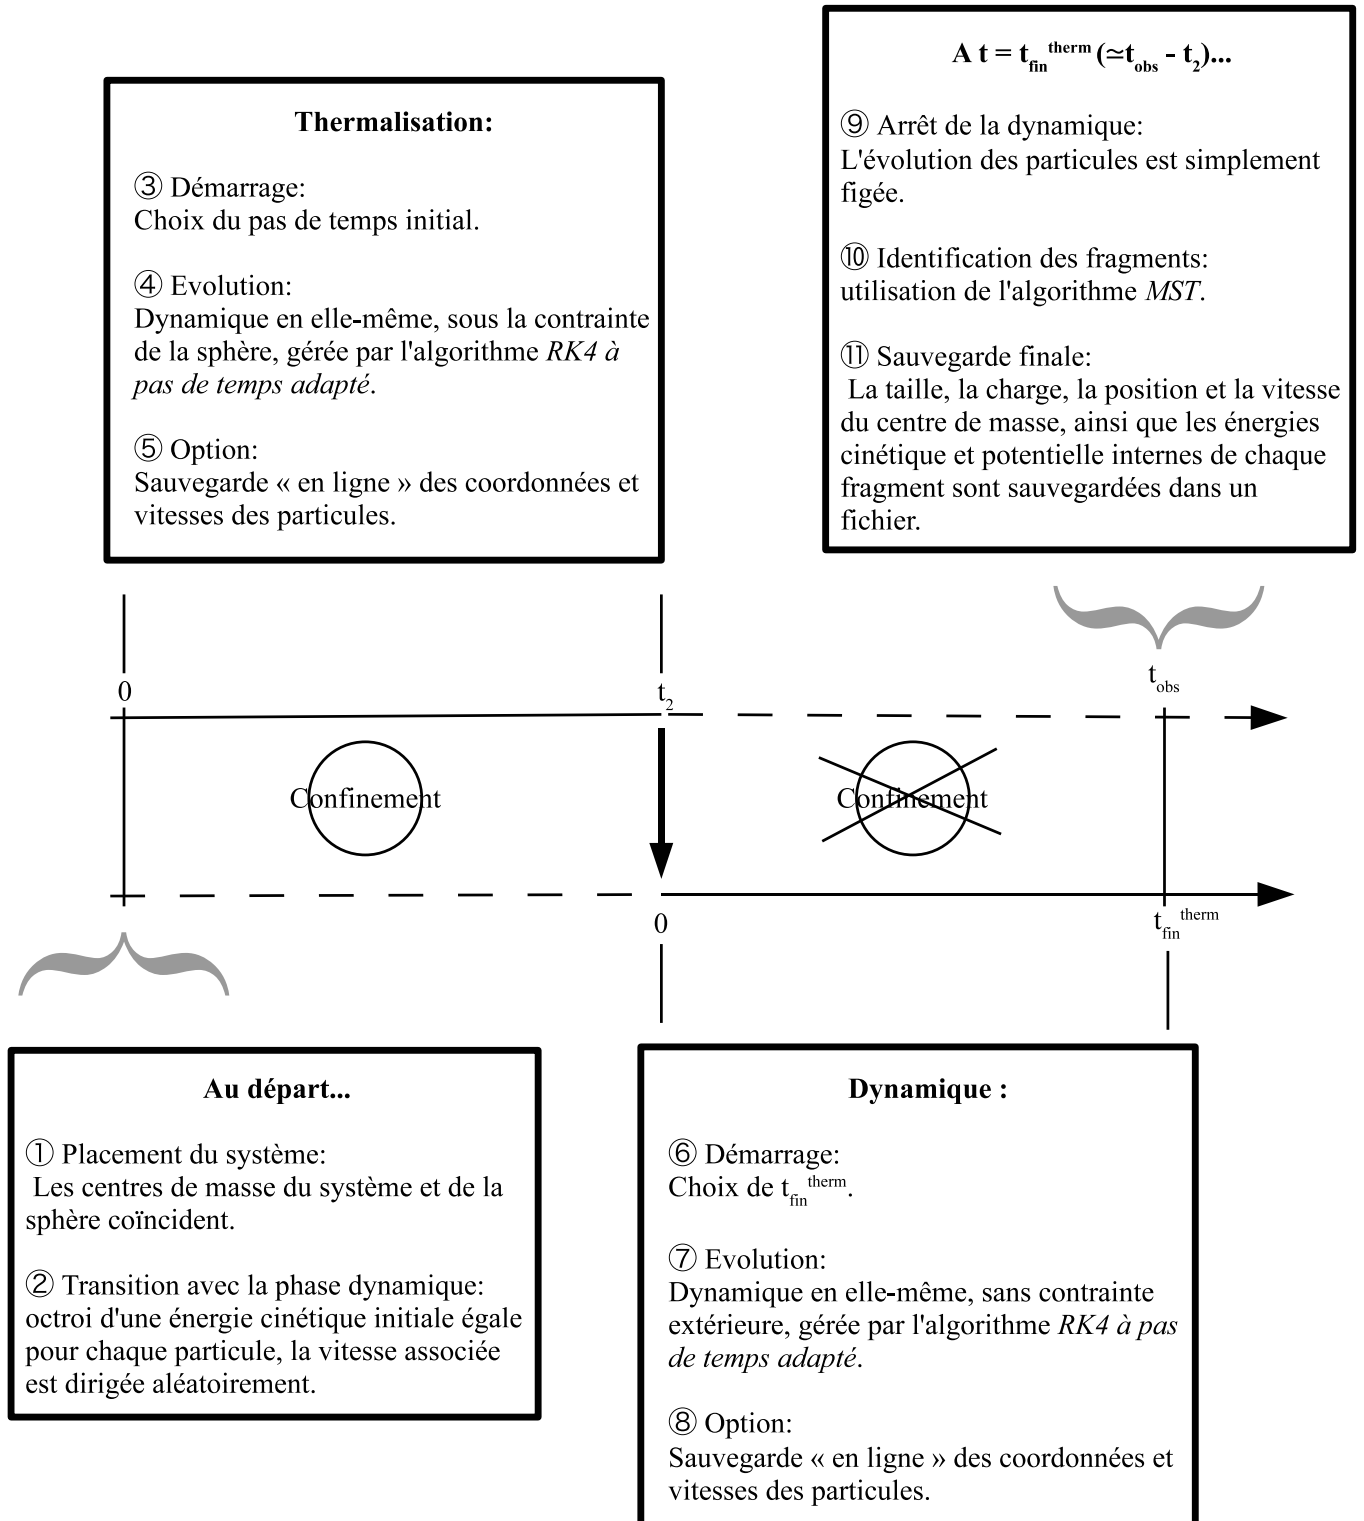 Thermalisation:
③ Démarrage:
Choix du pas de temps initial.
④ Evolution:
Dynamique en elle-même, sous la contrainte
de la sphère, gérée par l'algorithme RK4 à
pas de temps adapté.
⑤ Option:
Sauvegarde « en ligne » des coordonnées et
vitesses des particules.
A t = t_fin^therm (≃t_obs - t_2)...
⑨ Arrêt de la dynamique:
L'évolution des particules est simplement
figée.
⑩ Identification des fragments:
utilisation de l'algorithme MST.
⑪ Sauvegarde finale:
La taille, la charge, la position et la vitesse
du centre de masse, ainsi que les énergies
cinétique et potentielle internes de chaque
fragment sont sauvegardées dans un
fichier.
0
t_2
t_obs
Confinement
Confinement
0
t_fin^therm
Au départ...
① Placement du système:
Les centres de masse du système et de la
sphère coïncident.
② Transition avec la phase dynamique:
octroi d'une énergie cinétique initiale égale
pour chaque particule, la vitesse associée
est dirigée aléatoirement.
Dynamique :
⑥ Démarrage:
Choix de t_fin^therm.
⑦ Evolution:
Dynamique en elle-même, sans contrainte
extérieure, gérée par l'algorithme RK4 à pas
de temps adapté.
⑧ Option:
Sauvegarde « en ligne » des coordonnées et
vitesses des particules.